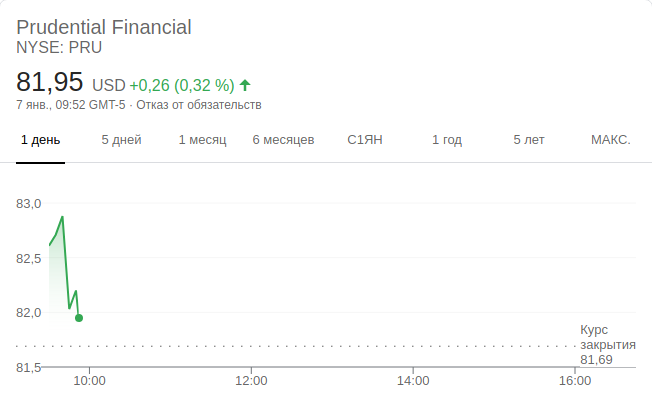 Prudential Financial
NYSE: PRU
81,95 USD +0,26 (0,32 %)
7 янв., 09:52 GMT-5 · Отказ от обязательств
1 день 5 дней 1 месяц 6 месяцев С1ЯН 1 год 5 лет МАКС.
83,0
82,5
82,0
81,5
Курс
закрытия
81,69
10:00 12:00 14:00 16:00